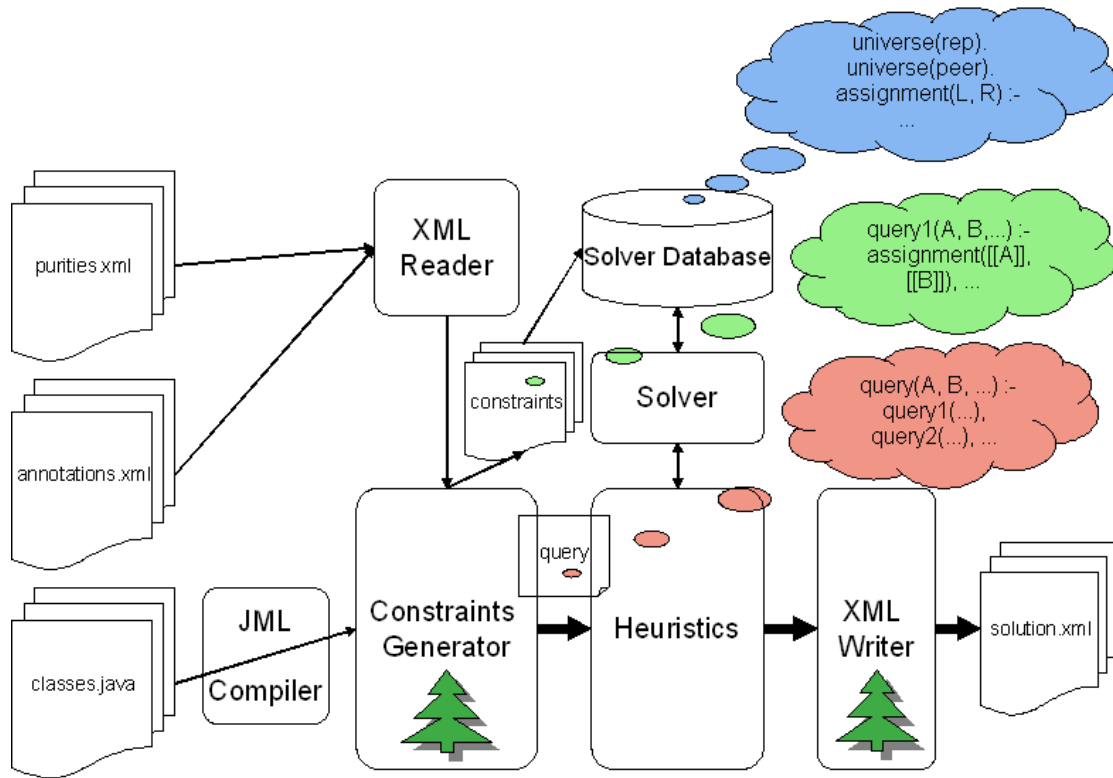 universe(rep).
universe(peer).
assignment(L, R) :-
...
purities.xml
XML
Reader
Solver Database
query1(A, B,...) :-
assignment([[A]],
[[B]]), ...
constraints
Solver
query(A, B, ...) :-
query1(...),
query2(...), ...
annotations.xml
query
classes.java
JML
Compiler
Constraints
Generator
Heuristics
XML
Writer
solution.xml